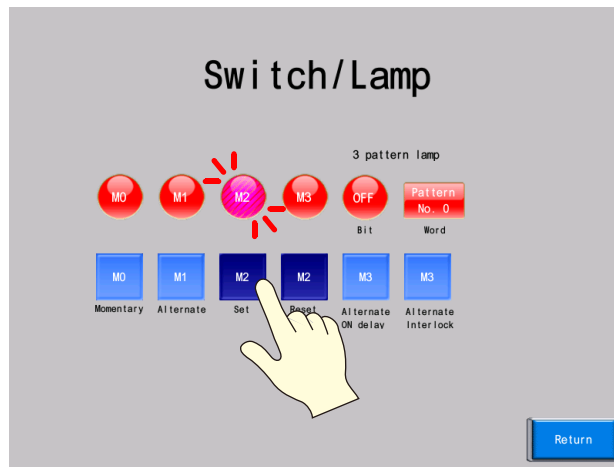 Switch/Lamp
3 pattern lamp
M0 M1 M2 M3 OFF Pattern
No. 0
Bit Word
M0 M1 M2 M2 M3 M3
Momentary Alternate Set Reset Alternate Alternate
ON delay Interlock
Return